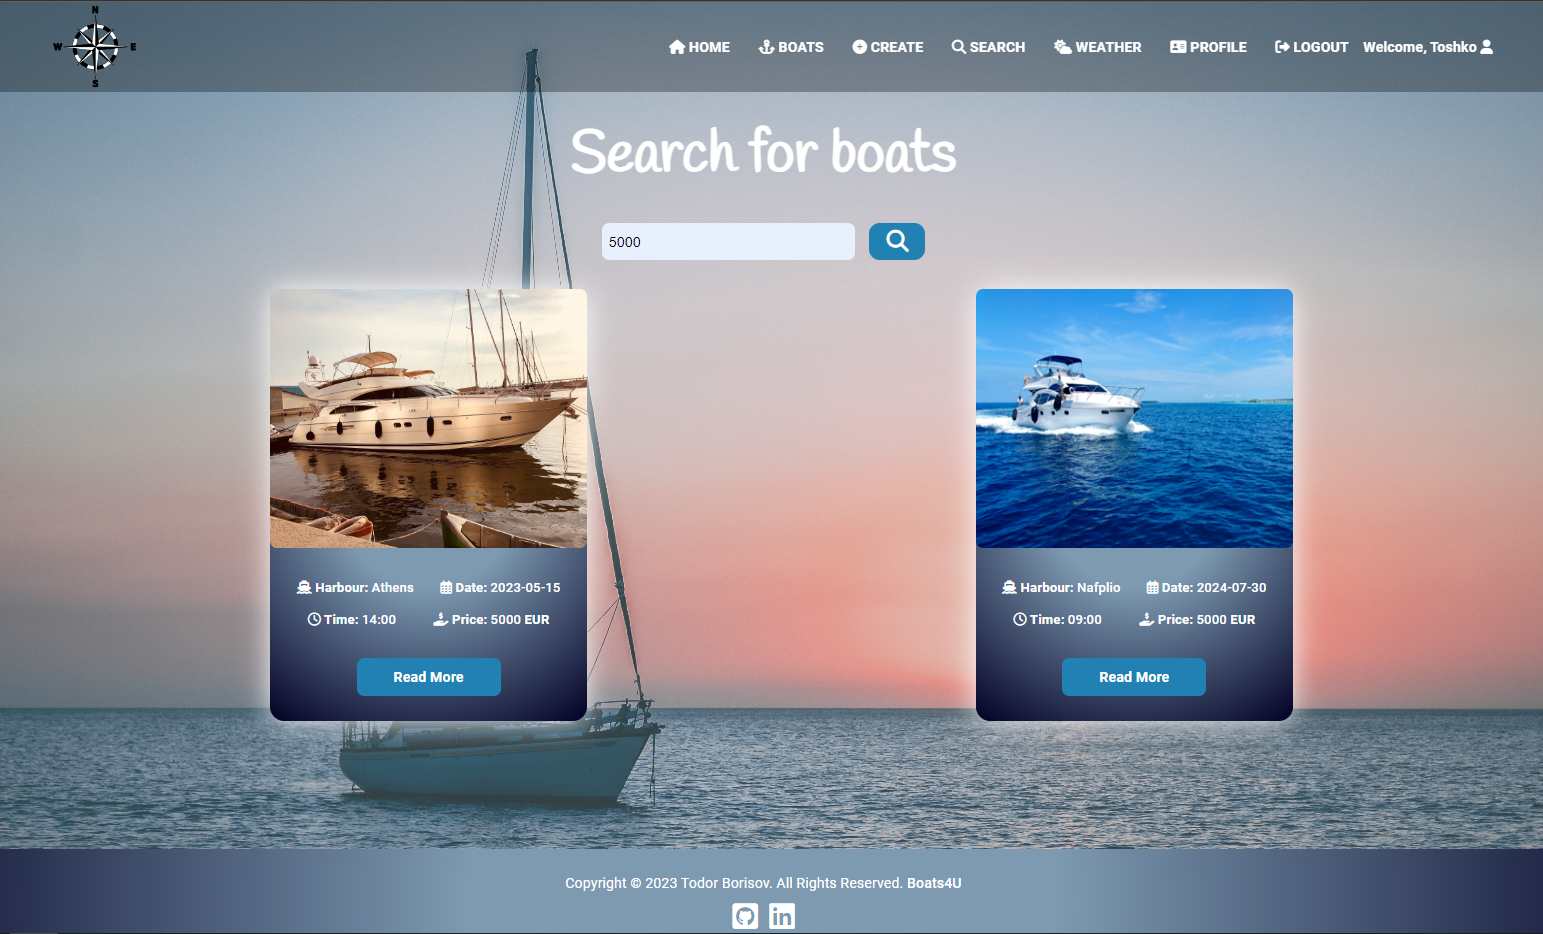 N
W E
S
HOME BOATS CREATE SEARCH WEATHER PROFILE LOGOUT Welcome, Toshko
Search for boats
5000
Harbour: Athens Date: 2023-05-15
Time: 14:00 Price: 5000 EUR
Read More
Harbour: Nafplio Date: 2024-07-30
Time: 09:00 Price: 5000 EUR
Read More
Copyright © 2023 Todor Borisov. All Rights Reserved. Boats4U
in